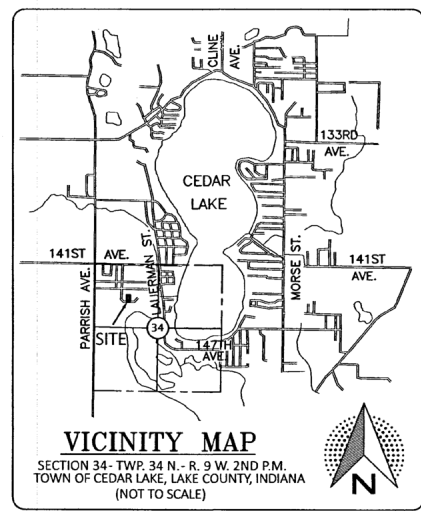 CLINE
AVE.
133RD
AVE.
CEDAR
LAKE
141ST AVE.
LAUERMAN ST.
PARRISH AVE.
MORSE ST.
141ST
AVE.
SITE
34
147TH
AVE.
VICINITY MAP
SECTION 34- TWP. 34 N.- R. 9 W. 2ND P.M.
TOWN OF CEDAR LAKE, LAKE COUNTY, INDIANA
(NOT TO SCALE)
N